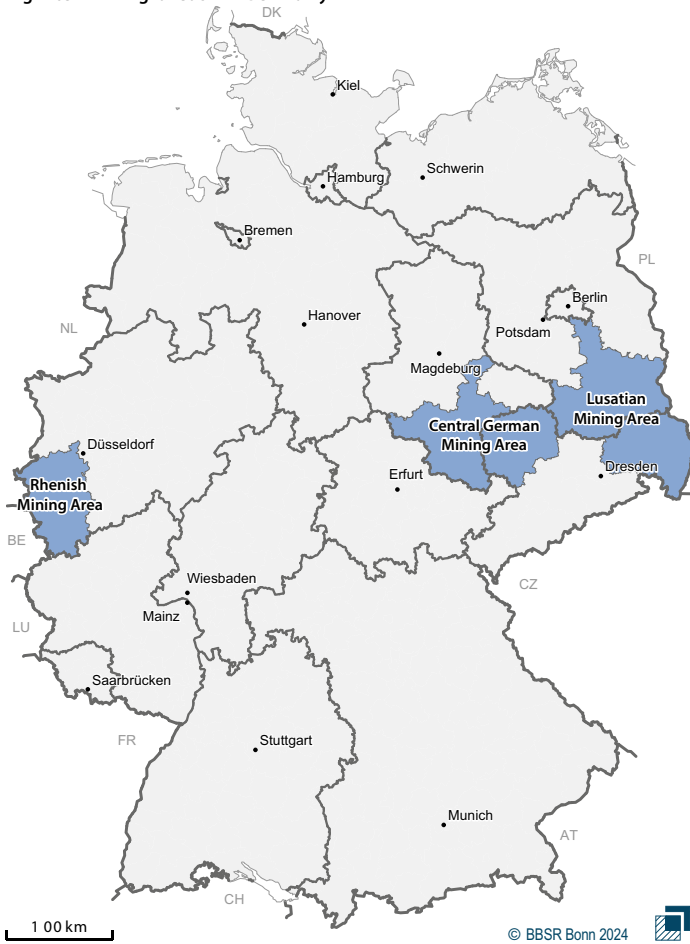 DK
Kiel
Schwerin
Hamburg
Bremen
PL
Berlin
Hanover
NL
Potsdam
Magdeburg
Lusatian
Mining Area
Central German
Mining Area
Düsseldorf
Erfurt
Dresden
Rhenish
Mining Area
BE
Wiesbaden
CZ
Mainz
LU
Saarbrücken
FR
Stuttgart
Munich
AT
CH
100 km
© BBSR Bonn 2024